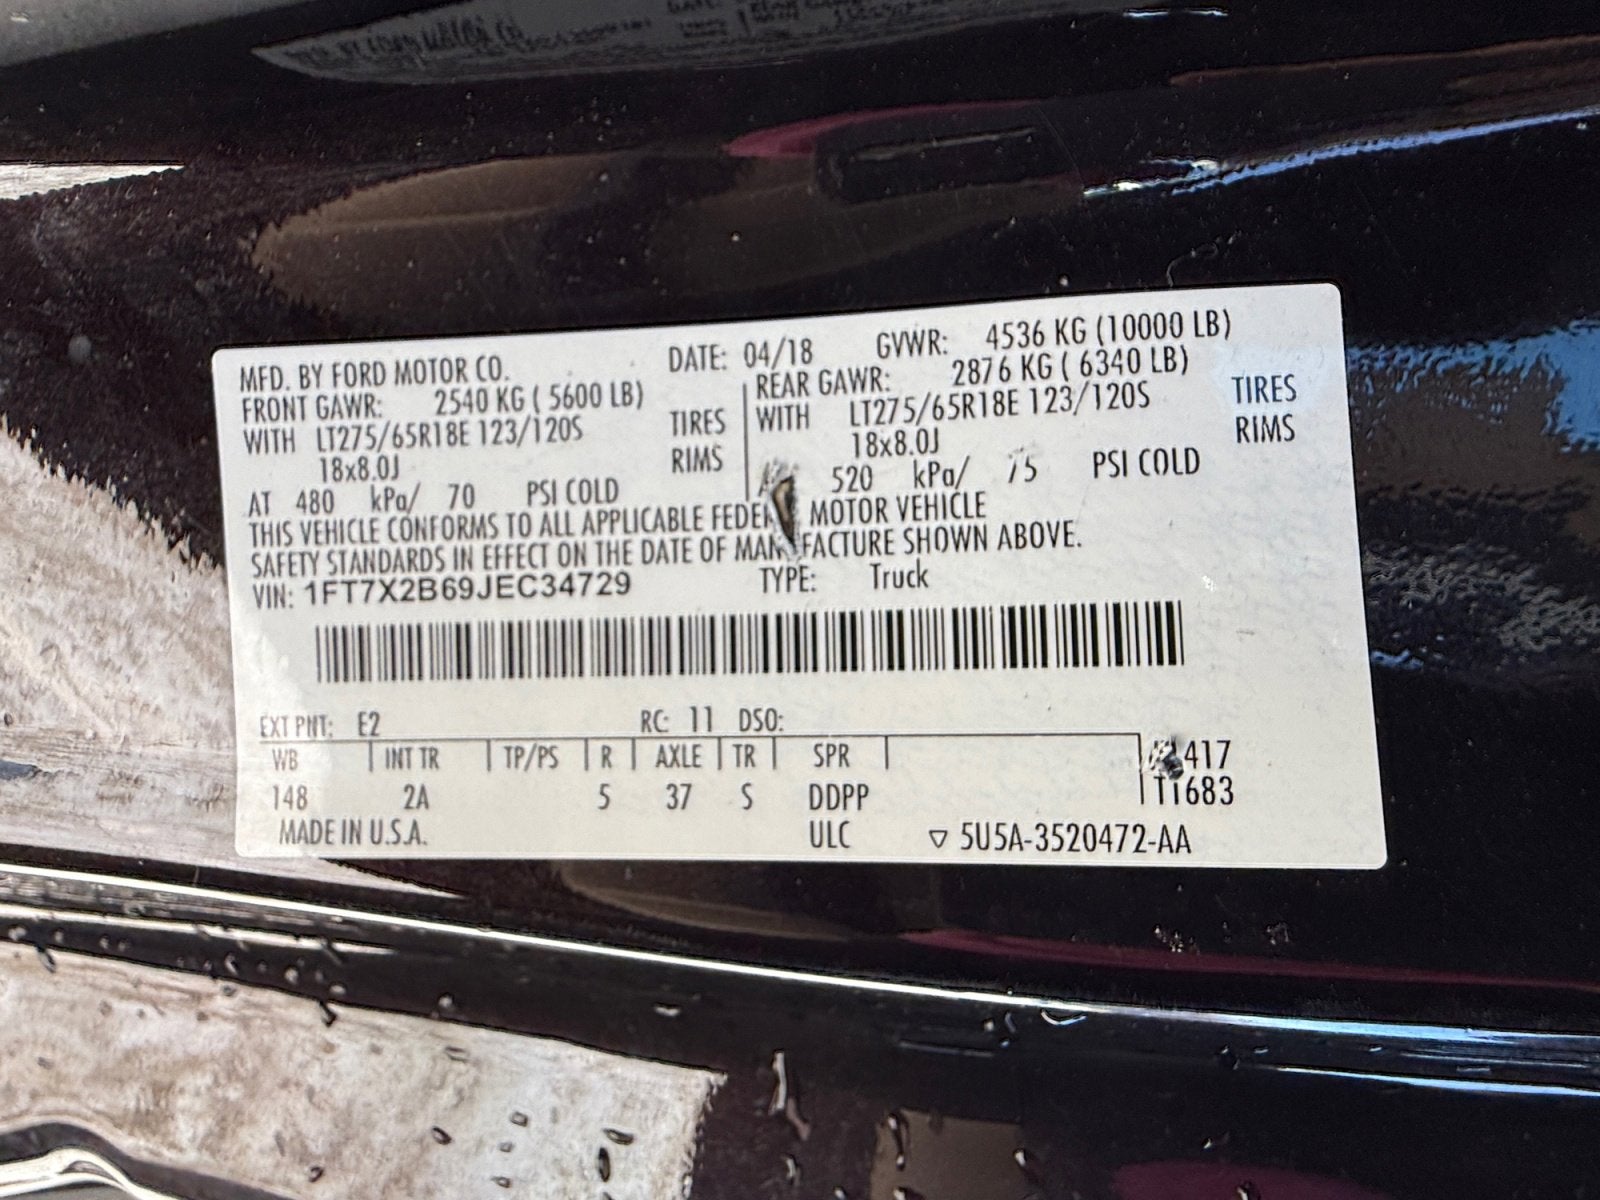 MFD. BY FORD MOTOR CO. DATE: 04/18 GVWR: 4536 KG (10000 LB)
FRONT GAWR: 2540 KG ( 5600 LB) REAR GAWR: 2876 KG ( 6340 LB)
WITH LT275/65R18E 123/120S TIRES WITH LT275/65R18E 123/120S TIRES
18x8.0J RIMS 18x8.0J RIMS
AT 480 kPa/ 70 PSI COLD 520 kPa/ 75 PSI COLD
THIS VEHICLE CONFORMS TO ALL APPLICABLE MOTOR VEHICLE
SAFETY STANDARDS IN EFFECT ON THE DATE OF MANUFACTURE SHOWN ABOVE.
VIN: 1FT7X2B69JEC34729 TYPE: Truck
EXT PNT: E2 RC: 11 DSO:
WB INT TR TP/PS R AXLE TR SPR 417
148 2A 5 37 S DDPP T1683
MADE IN U.S.A. ULC ▽ 5U5A-3520472-AA